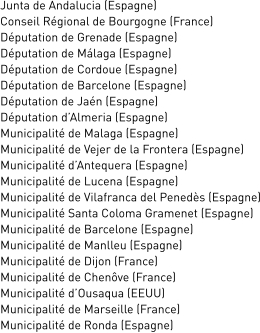 Junta de Andalucia (Espagne)
Conseil Régional de Bourgogne (France)
Députation de Grenade (Espagne)
Députation de Málaga (Espagne)
Députation de Cordoue (Espagne)
Députation de Barcelone (Espagne)
Députation de Jaén (Espagne)
Députation d'Almeria (Espagne)
Municipalité de Malaga (Espagne)
Municipalité de Vejer de la Frontera (Espagne)
Municipalité d'Antequera (Espagne)
Municipalité de Lucena (Espagne)
Municipalité de Vilafranca del Penedès (Espagne)
Municipalité Santa Coloma Gramenet (Espagne)
Municipalité de Barcelone (Espagne)
Municipalité de Manlleu (Espagne)
Municipalité de Dijon (France)
Municipalité de Chenôve (France)
Municipalité d'Ousaqua (EEUU)
Municipalité de Marseille (France)
Municipalité de Ronda (Espagne)